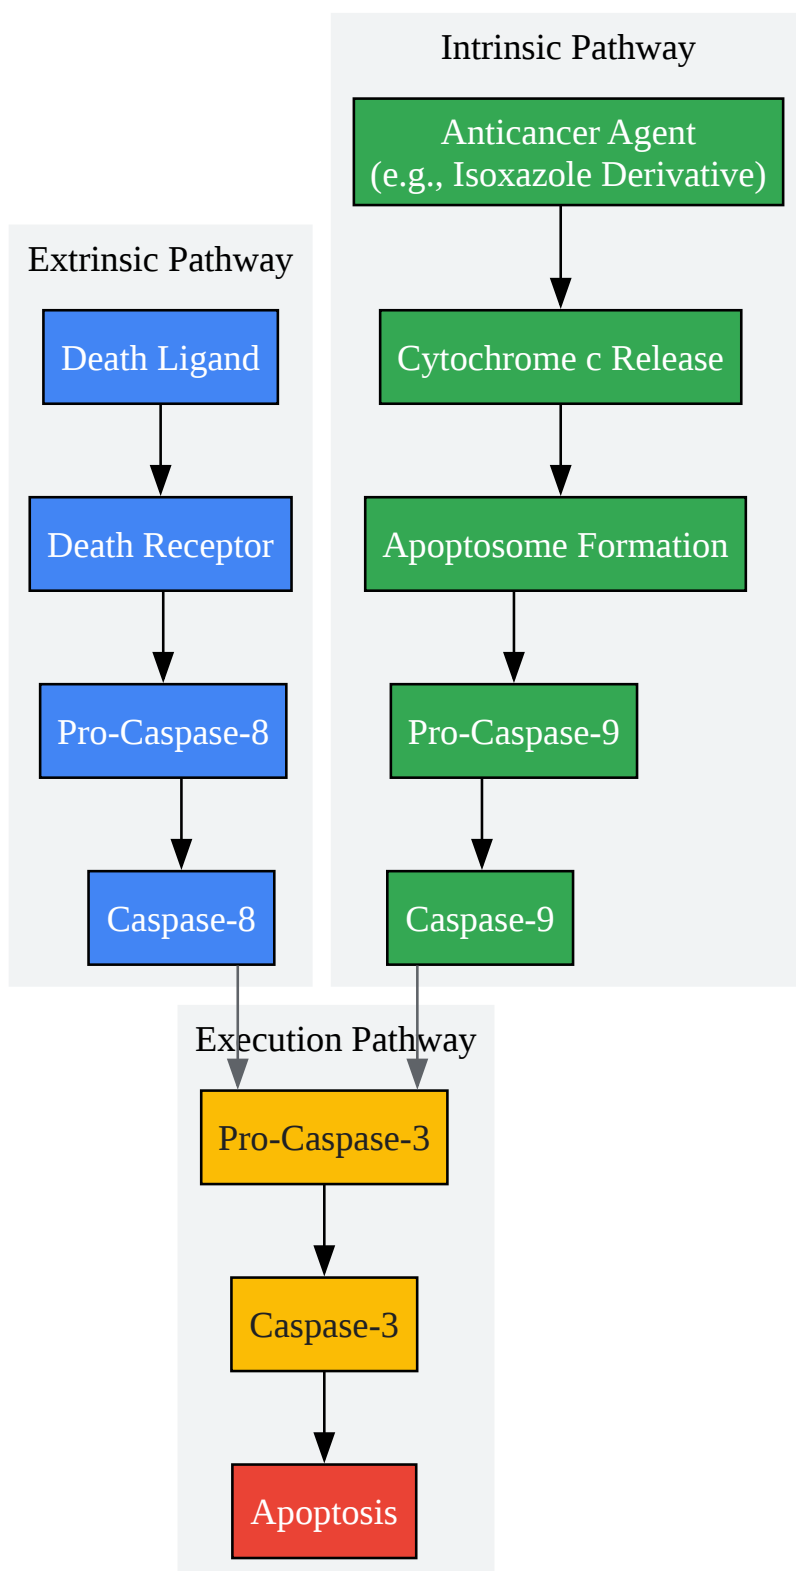 Intrinsic Pathway
Anticancer Agent
(e.g., Isoxazole Derivative)
Cytochrome c Release
Apoptosome Formation
Pro-Caspase-9
Caspase-9
Extrinsic Pathway
Death Ligand
Death Receptor
Pro-Caspase-8
Caspase-8
Execution Pathway
Pro-Caspase-3
Caspase-3
Apoptosis